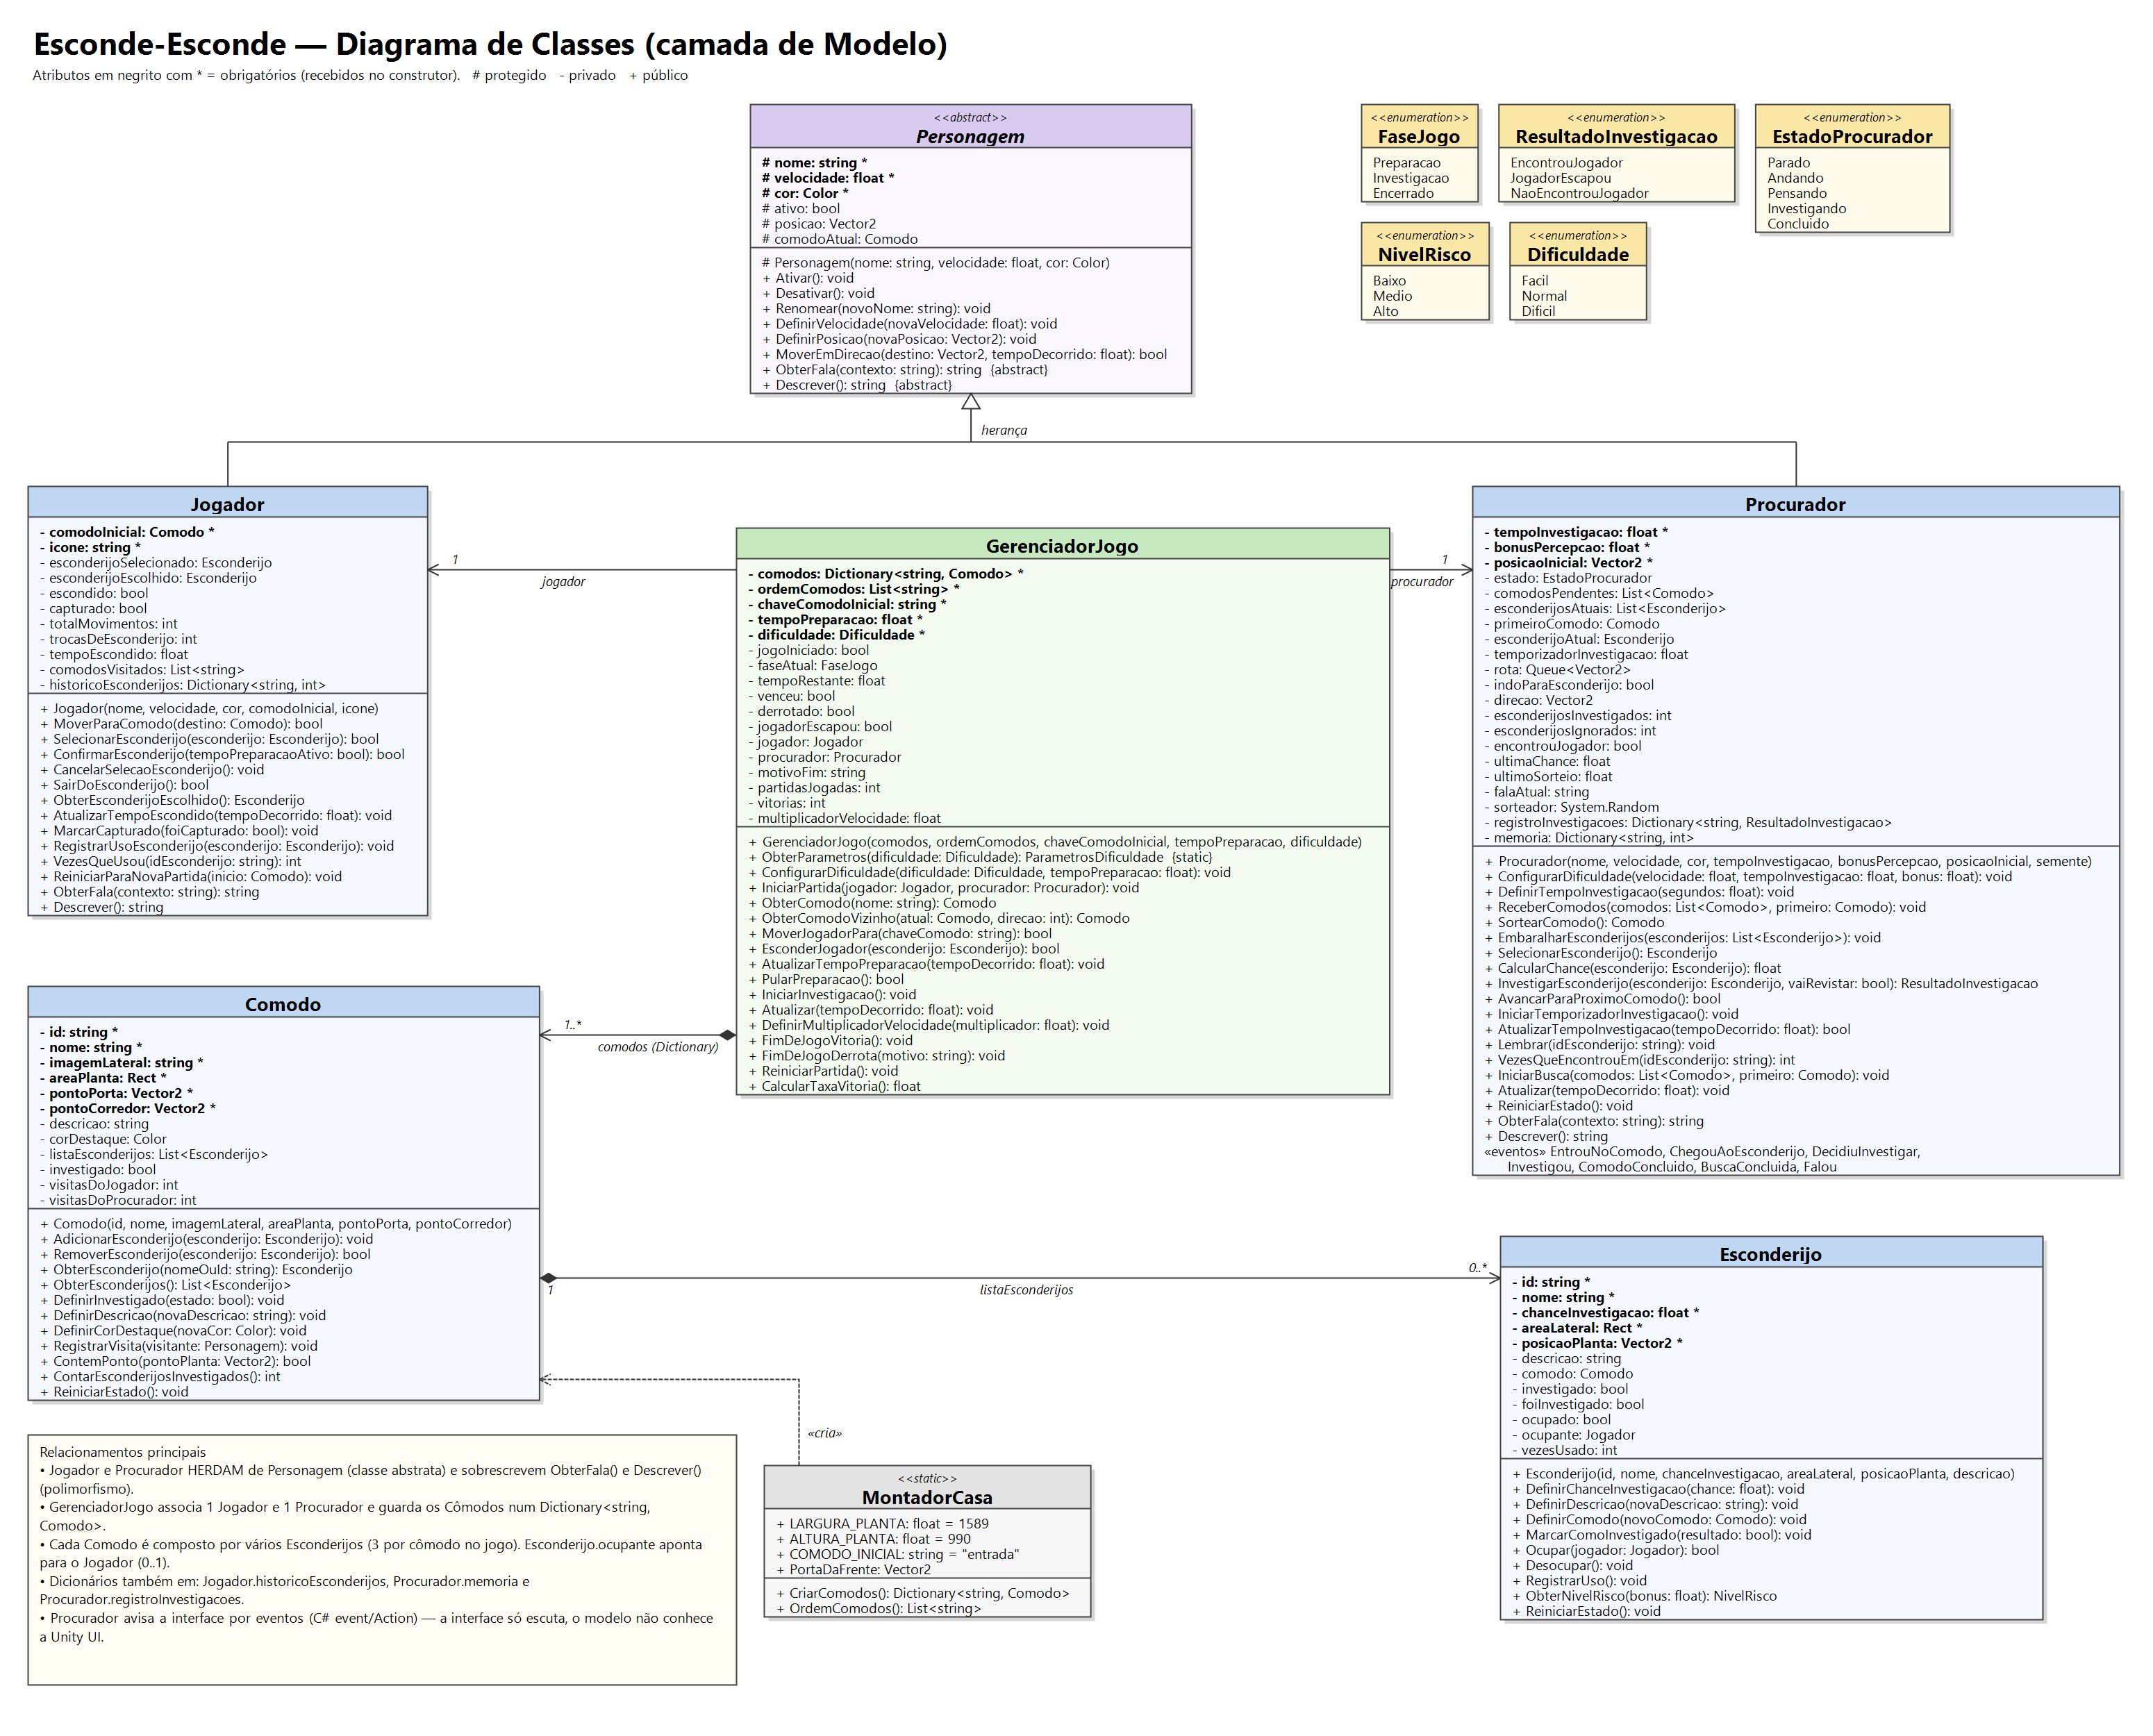 Esconde-Esconde — Diagrama de Classes (camada de Modelo)
Atributos em negrito com * = obrigatórios (recebidos no construtor).   # protegido   - privado   + público
<<abstract>>
Personagem
# nome: string *
# velocidade: float *
# cor: Color *
# ativo: bool
# posicao: Vector2
# comodoAtual: Comodo
# Personagem(nome: string, velocidade: float, cor: Color)
+ Ativar(): void
+ Desativar(): void
+ Renomear(novoNome: string): void
+ DefinirVelocidade(novaVelocidade: float): void
+ DefinirPosicao(novaPosicao: Vector2): void
+ MoverEmDirecao(destino: Vector2, tempoDecorrido: float): bool
+ ObterFala(contexto: string): string  {abstract}
+ Descrever(): string  {abstract}
<<enumeration>>
FaseJogo
Preparacao
Investigacao
Encerrado
<<enumeration>>
ResultadoInvestigacao
EncontrouJogador
JogadorEscapou
NaoEncontrouJogador
<<enumeration>>
EstadoProcurador
Parado
Andando
Pensando
Investigando
Concluido
<<enumeration>>
NivelRisco
Baixo
Medio
Alto
<<enumeration>>
Dificuldade
Facil
Normal
Dificil
herança
Jogador
- comodoInicial: Comodo *
- icone: string *
- esconderijoSelecionado: Esconderijo
- esconderijoEscolhido: Esconderijo
- escondido: bool
- capturado: bool
- totalMovimentos: int
- trocasDeEsconderijo: int
- tempoEscondido: float
- comodosVisitados: List<string>
- historicoEsconderijos: Dictionary<string, int>
+ Jogador(nome, velocidade, cor, comodoInicial, icone)
+ MoverParaComodo(destino: Comodo): bool
+ SelecionarEsconderijo(esconderijo: Esconderijo): bool
+ ConfirmarEsconderijo(tempoPreparacaoAtivo: bool): bool
+ CancelarSelecaoEsconderijo(): void
+ SairDoEsconderijo(): bool
+ ObterEsconderijoEscolhido(): Esconderijo
+ AtualizarTempoEscondido(tempoDecorrido: float): void
+ MarcarCapturado(foiCapturado: bool): void
+ RegistrarUsoEsconderijo(esconderijo: Esconderijo): void
+ VezesQueUsou(idEsconderijo: string): int
+ ReiniciarParaNovaPartida(inicio: Comodo): void
+ ObterFala(contexto: string): string
+ Descrever(): string
1
jogador
GerenciadorJogo
- comodos: Dictionary<string, Comodo> *
- ordemComodos: List<string> *
- chaveComodoInicial: string *
- tempoPreparacao: float *
- dificuldade: Dificuldade *
- jogoIniciado: bool
- faseAtual: FaseJogo
- tempoRestante: float
- venceu: bool
- derrotado: bool
- jogadorEscapou: bool
- jogador: Jogador
- procurador: Procurador
- motivoFim: string
- partidasJogadas: int
- vitorias: int
- multiplicadorVelocidade: float
+ GerenciadorJogo(comodos, ordemComodos, chaveComodoInicial, tempoPreparacao, dificuldade)
+ ObterParametros(dificuldade: Dificuldade): ParametrosDificuldade  {static}
+ ConfigurarDificuldade(dificuldade: Dificuldade, tempoPreparacao: float): void
+ IniciarPartida(jogador: Jogador, procurador: Procurador): void
+ ObterComodo(nome: string): Comodo
+ ObterComodoVizinho(atual: Comodo, direcao: int): Comodo
+ MoverJogadorPara(chaveComodo: string): bool
+ EsconderJogador(esconderijo: Esconderijo): bool
+ AtualizarTempoPreparacao(tempoDecorrido: float): void
+ PularPreparacao(): bool
+ IniciarInvestigacao(): void
+ Atualizar(tempoDecorrido: float): void
+ DefinirMultiplicadorVelocidade(multiplicador: float): void
+ FimDeJogoVitoria(): void
+ FimDeJogoDerrota(motivo: string): void
+ ReiniciarPartida(): void
+ CalcularTaxaVitoria(): float
1
procurador
Procurador
- tempoInvestigacao: float *
- bonusPercepcao: float *
- posicaoInicial: Vector2 *
- estado: EstadoProcurador
- comodosPendentes: List<Comodo>
- esconderijosAtuais: List<Esconderijo>
- primeiroComodo: Comodo
- esconderijoAtual: Esconderijo
- temporizadorInvestigacao: float
- rota: Queue<Vector2>
- indoParaEsconderijo: bool
- direcao: Vector2
- esconderijosInvestigados: int
- esconderijosIgnorados: int
- encontrouJogador: bool
- ultimaChance: float
- ultimoSorteio: float
- falaAtual: string
- sorteador: System.Random
- registroInvestigacoes: Dictionary<string, ResultadoInvestigacao>
- memoria: Dictionary<string, int>
+ Procurador(nome, velocidade, cor, tempoInvestigacao, bonusPercepcao, posicaoInicial, semente)
+ ConfigurarDificuldade(velocidade: float, tempoInvestigacao: float, bonus: float): void
+ DefinirTempoInvestigacao(segundos: float): void
+ ReceberComodos(comodos: List<Comodo>, primeiro: Comodo): void
+ SortearComodo(): Comodo
+ EmbaralharEsconderijos(esconderijos: List<Esconderijo>): void
+ SelecionarEsconderijo(): Esconderijo
+ CalcularChance(esconderijo: Esconderijo): float
+ InvestigarEsconderijo(esconderijo: Esconderijo, vaiRevistar: bool): ResultadoInvestigacao
+ AvancarParaProximoComodo(): bool
+ IniciarTemporizadorInvestigacao(): void
+ AtualizarTempoInvestigacao(tempoDecorrido: float): bool
+ Lembrar(idEsconderijo: string): void
+ VezesQueEncontrouEm(idEsconderijo: string): int
+ IniciarBusca(comodos: List<Comodo>, primeiro: Comodo): void
+ Atualizar(tempoDecorrido: float): void
+ ReiniciarEstado(): void
+ ObterFala(contexto: string): string
+ Descrever(): string
«eventos» EntrouNoComodo, ChegouAoEsconderijo, DecidiuInvestigar,
Investigou, ComodoConcluido, BuscaConcluida, Falou
Comodo
- id: string *
- nome: string *
- imagemLateral: string *
- areaPlanta: Rect *
- pontoPorta: Vector2 *
- pontoCorredor: Vector2 *
- descricao: string
- corDestaque: Color
- listaEsconderijos: List<Esconderijo>
- investigado: bool
- visitasDoJogador: int
- visitasDoProcurador: int
+ Comodo(id, nome, imagemLateral, areaPlanta, pontoPorta, pontoCorredor)
+ AdicionarEsconderijo(esconderijo: Esconderijo): void
+ RemoverEsconderijo(esconderijo: Esconderijo): bool
+ ObterEsconderijo(nomeOuId: string): Esconderijo
+ ObterEsconderijos(): List<Esconderijo>
+ DefinirInvestigado(estado: bool): void
+ DefinirDescricao(novaDescricao: string): void
+ DefinirCorDestaque(novaCor: Color): void
+ RegistrarVisita(visitante: Personagem): void
+ ContemPonto(pontoPlanta: Vector2): bool
+ ContarEsconderijosInvestigados(): int
+ ReiniciarEstado(): void
1..*
comodos (Dictionary)
1
listaEsconderijos
0..*
Esconderijo
- id: string *
- nome: string *
- chanceInvestigacao: float *
- areaLateral: Rect *
- posicaoPlanta: Vector2 *
- descricao: string
- comodo: Comodo
- investigado: bool
- foiInvestigado: bool
- ocupado: bool
- ocupante: Jogador
- vezesUsado: int
+ Esconderijo(id, nome, chanceInvestigacao, areaLateral, posicaoPlanta, descricao)
+ DefinirChanceInvestigacao(chance: float): void
+ DefinirDescricao(novaDescricao: string): void
+ DefinirComodo(novoComodo: Comodo): void
+ MarcarComoInvestigado(resultado: bool): void
+ Ocupar(jogador: Jogador): bool
+ Desocupar(): void
+ RegistrarUso(): void
+ ObterNivelRisco(bonus: float): NivelRisco
+ ReiniciarEstado(): void
«cria»
<<static>>
MontadorCasa
+ LARGURA_PLANTA: float = 1589
+ ALTURA_PLANTA: float = 990
+ COMODO_INICIAL: string = "entrada"
+ PortaDaFrente: Vector2
+ CriarComodos(): Dictionary<string, Comodo>
+ OrdemComodos(): List<string>
Relacionamentos principais
• Jogador e Procurador HERDAM de Personagem (classe abstrata) e sobrescrevem ObterFala() e Descrever()
(polimorfismo).
• GerenciadorJogo associa 1 Jogador e 1 Procurador e guarda os Cômodos num Dictionary<string,
Comodo>.
• Cada Comodo é composto por vários Esconderijos (3 por cômodo no jogo). Esconderijo.ocupante aponta
para o Jogador (0..1).
• Dicionários também em: Jogador.historicoEsconderijos, Procurador.memoria e
Procurador.registroInvestigacoes.
• Procurador avisa a interface por eventos (C# event/Action) — a interface só escuta, o modelo não conhece
a Unity UI.